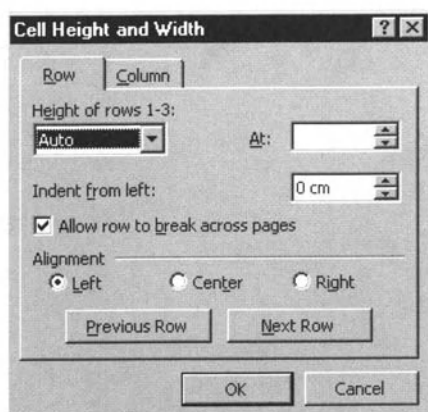 Cell Height and Width
Row Column
Height of rows 1-3:
Auto At:
Indent from left: 0 cm
Allow row to break across pages
Alignment
Left Center Right
Previous Row Next Row
OK Cancel